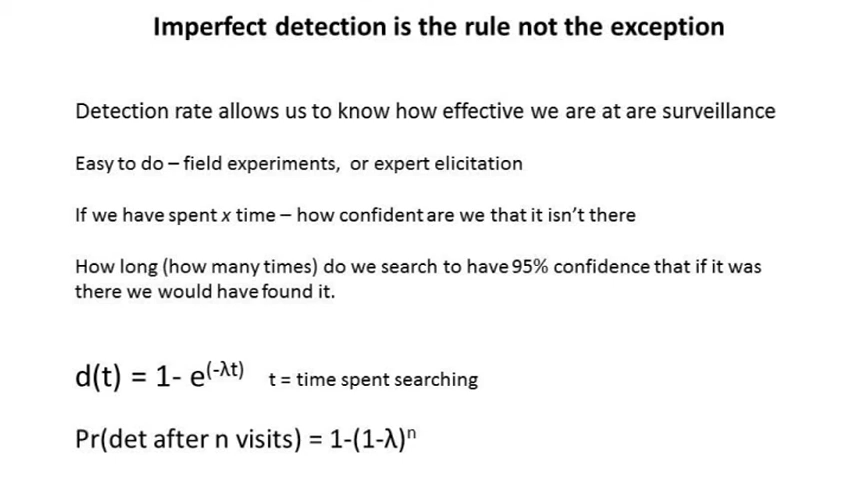 Imperfect detection is the rule not the exception
Detection rate allows us to know how effective we are at are surveillance
Easy to do – field experiments, or expert elicitation
If we have spent x time – how confident are we that it isn't there
How long (how many times) do we search to have 95% confidence that if it was
there we would have found it.
d(t) = 1- e^(-λt) t = time spent searching
Pr(det after n visits) = 1-(1-λ)ⁿ